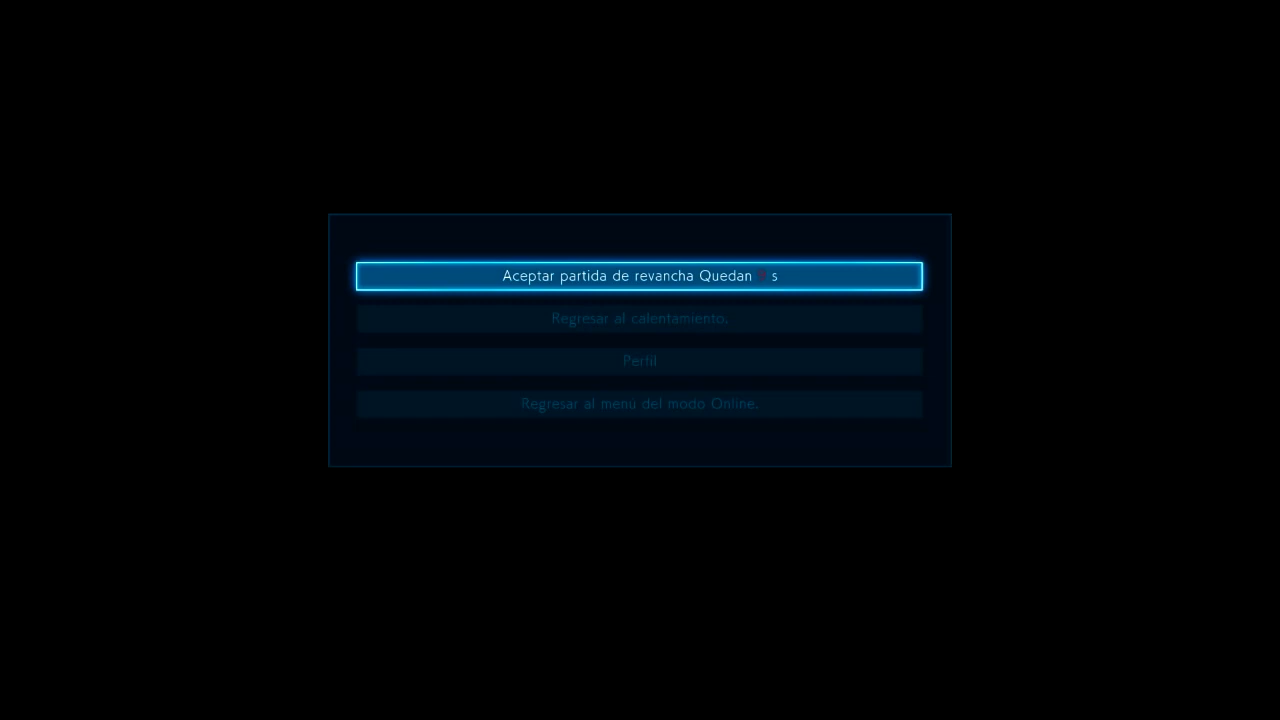 Aceptar partida de revancha Quedan s
Regresar al calentamiento.
Perfil
Regresar al menú del modo Online.